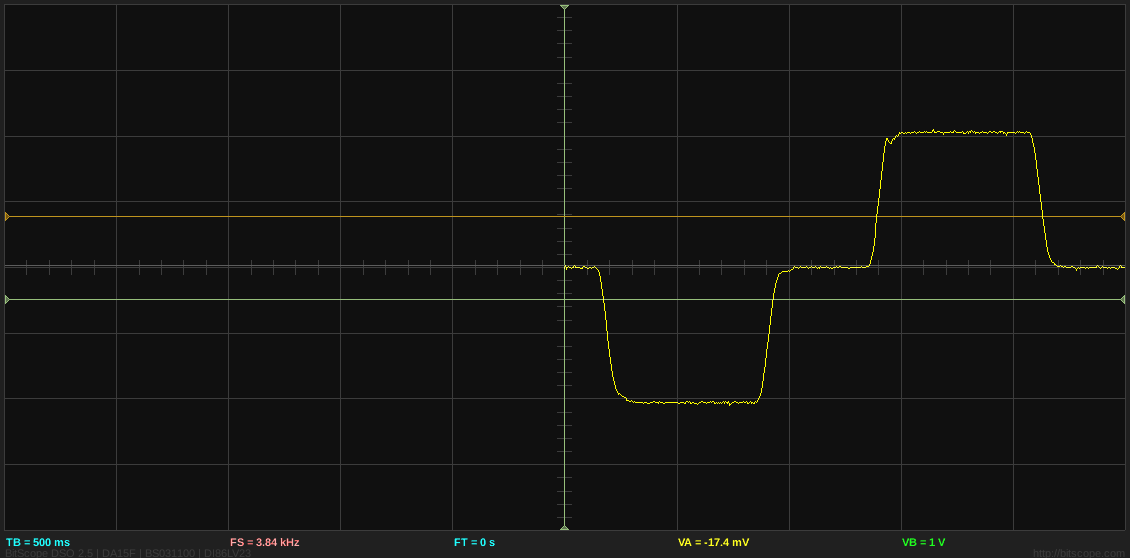 TB = 500 ms FS = 3.84 kHz FT = 0 s VA = -17.4 mV VB = 1 V
BitScope DSO 2.5 | DA15F | BS031100 | DI86LV23 http://bitscope.com